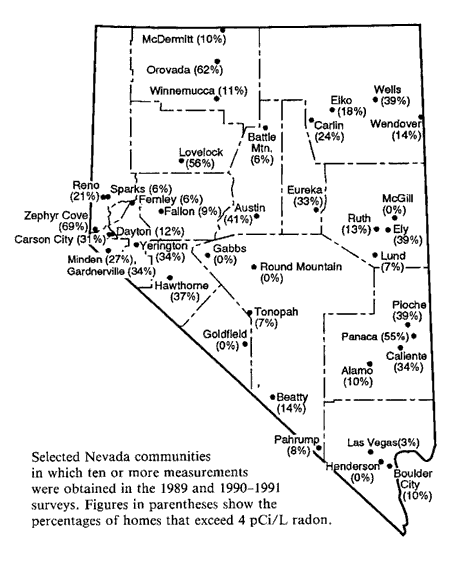 McDermitt (10%)
Orovada (62%)
Winnemucca (11%)
Wells
(39%)
Elko
(18%)
Carlin
(24%)
Wendover
(14%)
Battle
Mtn.
(6%)
Lovelock
(56%)
Reno
(21%)
Sparks (6%)
Fernley (6%)
Fallon (9%)
Austin
(41%)
Eureka
(33%)
McGill
(0%)
Ruth
(13%)
Ely
(39%)
Zephyr Cove
(69%)
Carson City (31%)
Dayton (12%)
Yerington
(34%)
Gabbs
(0%)
Lund
(7%)
Minden (27%),
Gardnerville (34%)
Round Mountain
(0%)
Hawthorne
(37%)
Tonopah
(7%)
Pioche
(39%)
Goldfield
(0%)
Panaca (55%)
Caliente
(34%)
Alamo
(10%)
Beatty
(14%)
Pahrump
(8%)
Las Vegas(3%)
Henderson
(0%)
Boulder
City
(10%)
Selected Nevada communities
in which ten or more measurements
were obtained in the 1989 and 1990-1991
surveys. Figures in parentheses show the
percentages of homes that exceed 4 pCi/L radon.